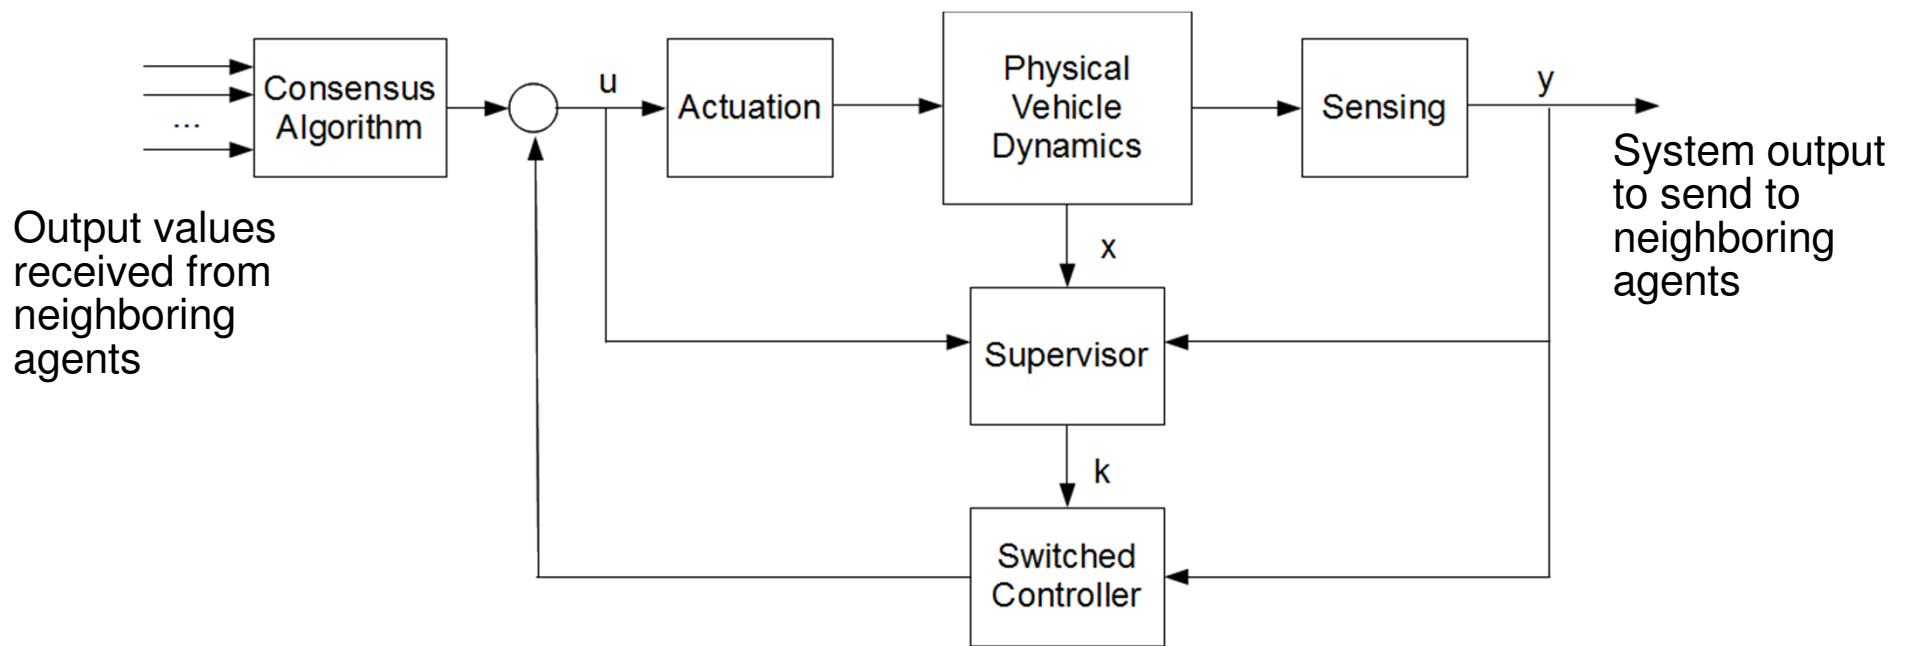 Consensus
Algorithm
...
Output values
received from
neighboring
agents
u
Actuation
Physical
Vehicle
Dynamics
Sensing
y
System output
to send to
neighboring
agents
x
Supervisor
k
Switched
Controller